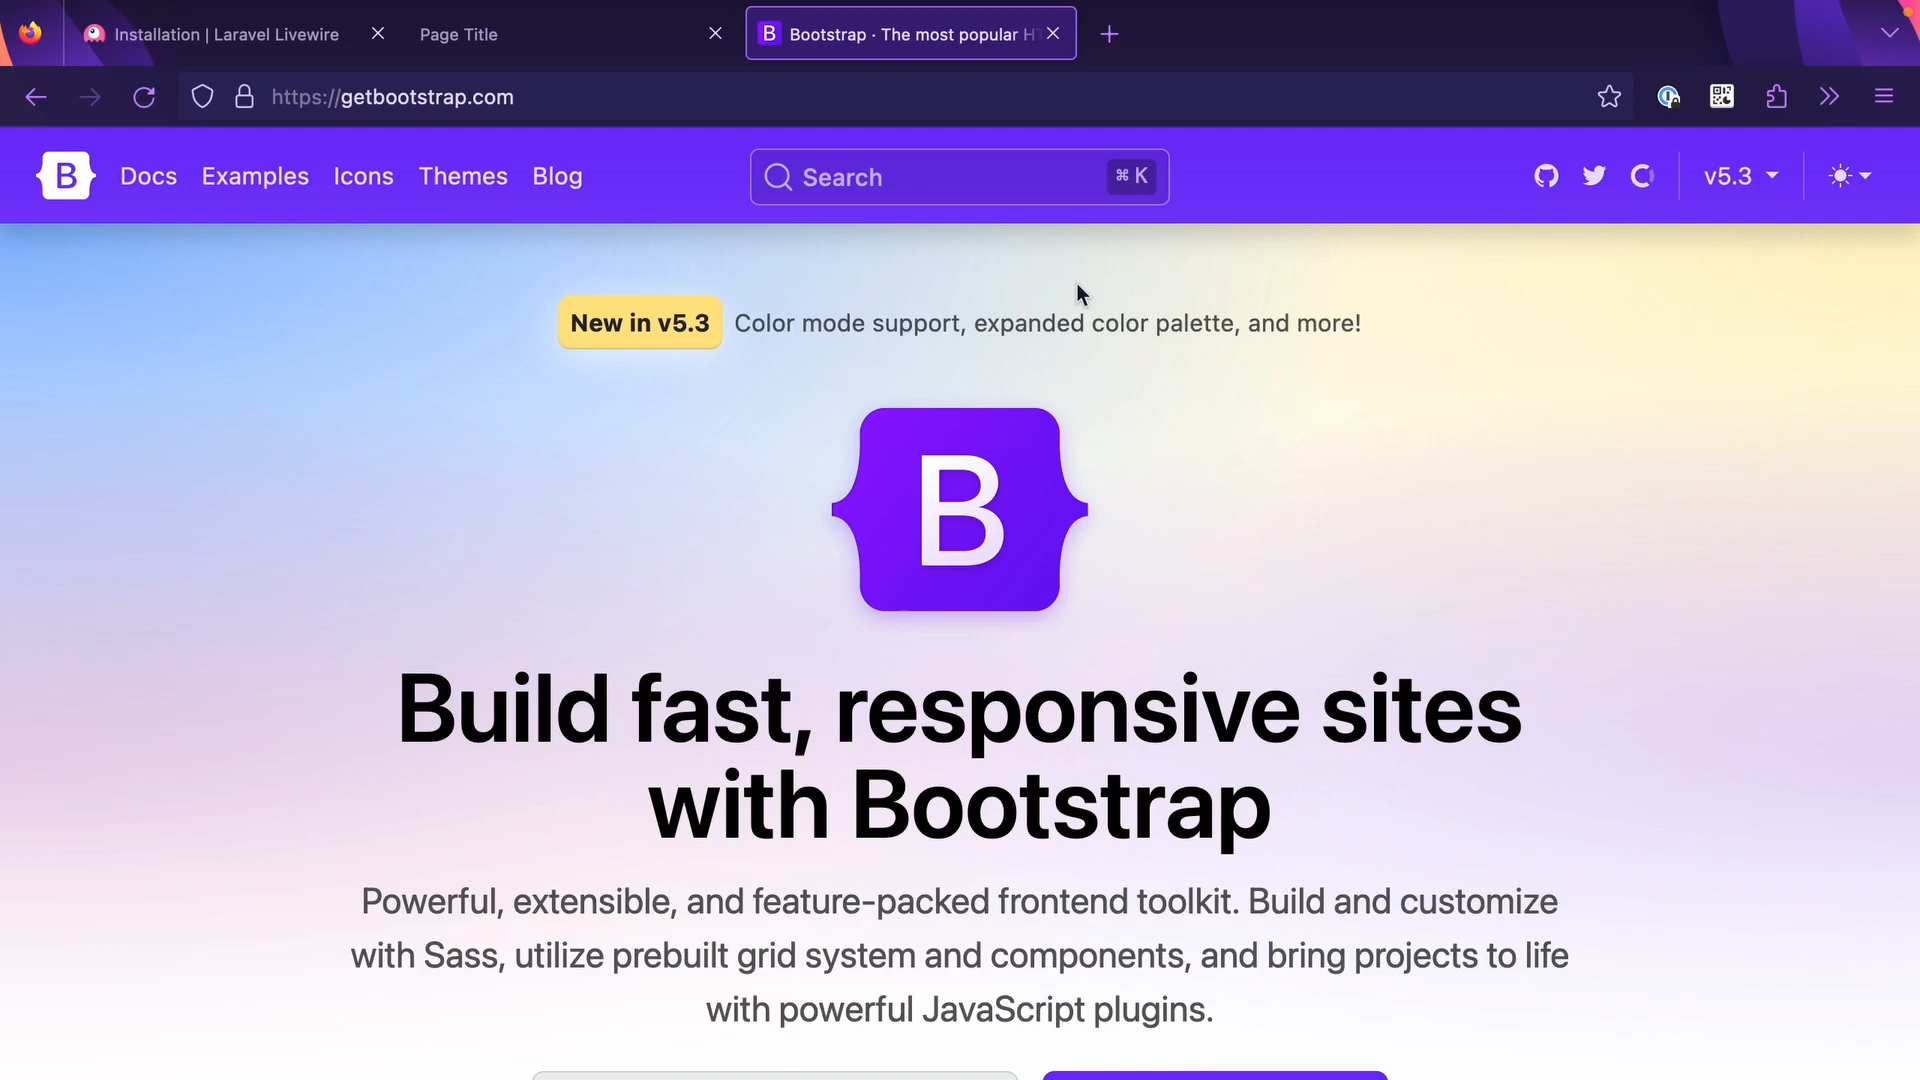 Installation | Laravel Livewire
Page Title
B Bootstrap · The most popular HT
https://getbootstrap.com
B
Docs
Examples
Icons
Themes
Blog
Search
⌘ K
v5.3
New in v5.3
Color mode support, expanded color palette, and more!
B
Build fast, responsive sites
with Bootstrap
Powerful, extensible, and feature-packed frontend toolkit. Build and customize
with Sass, utilize prebuilt grid system and components, and bring projects to life
with powerful JavaScript plugins.